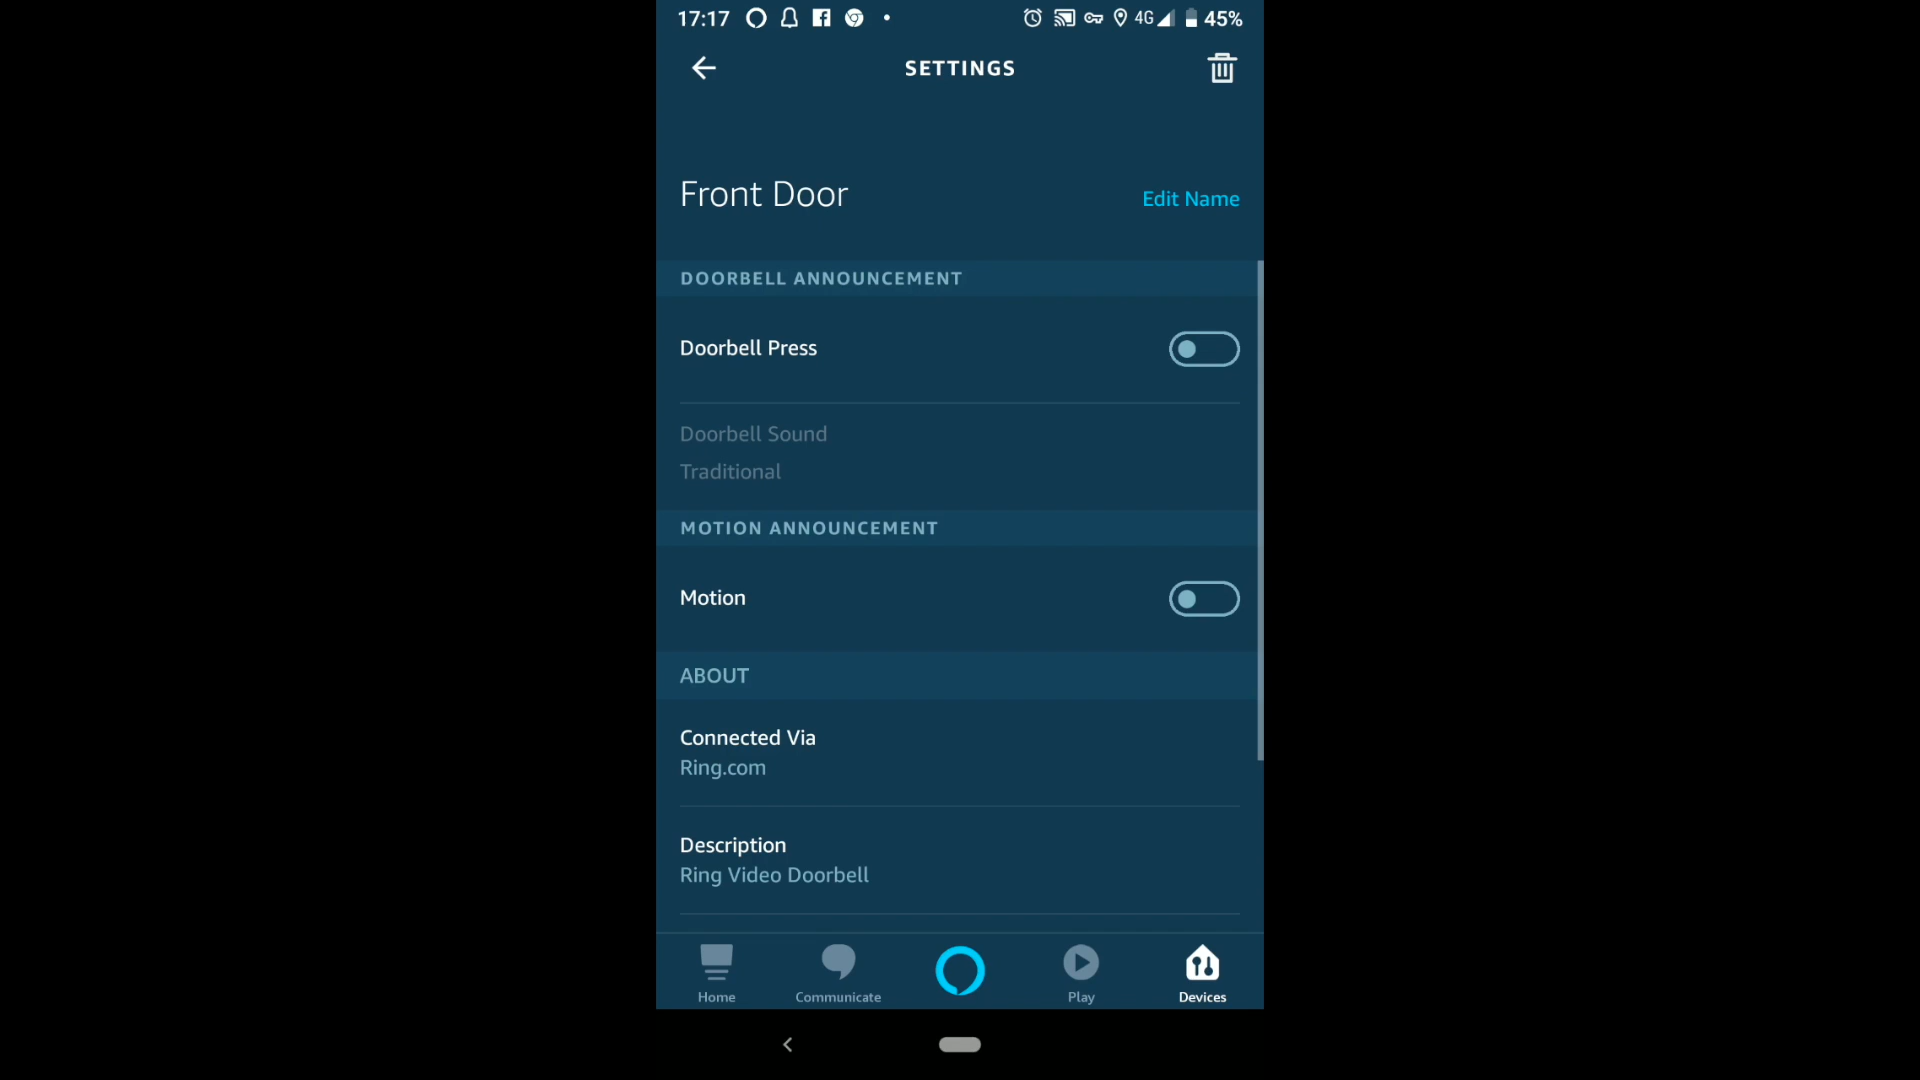 17:17 4G 45%
SETTINGS
Front Door Edit Name
DOORBELL ANNOUNCEMENT
Doorbell Press
Doorbell Sound
Traditional
MOTION ANNOUNCEMENT
Motion
ABOUT
Connected Via
Ring.com
Description
Ring Video Doorbell
Home Communicate Play Devices